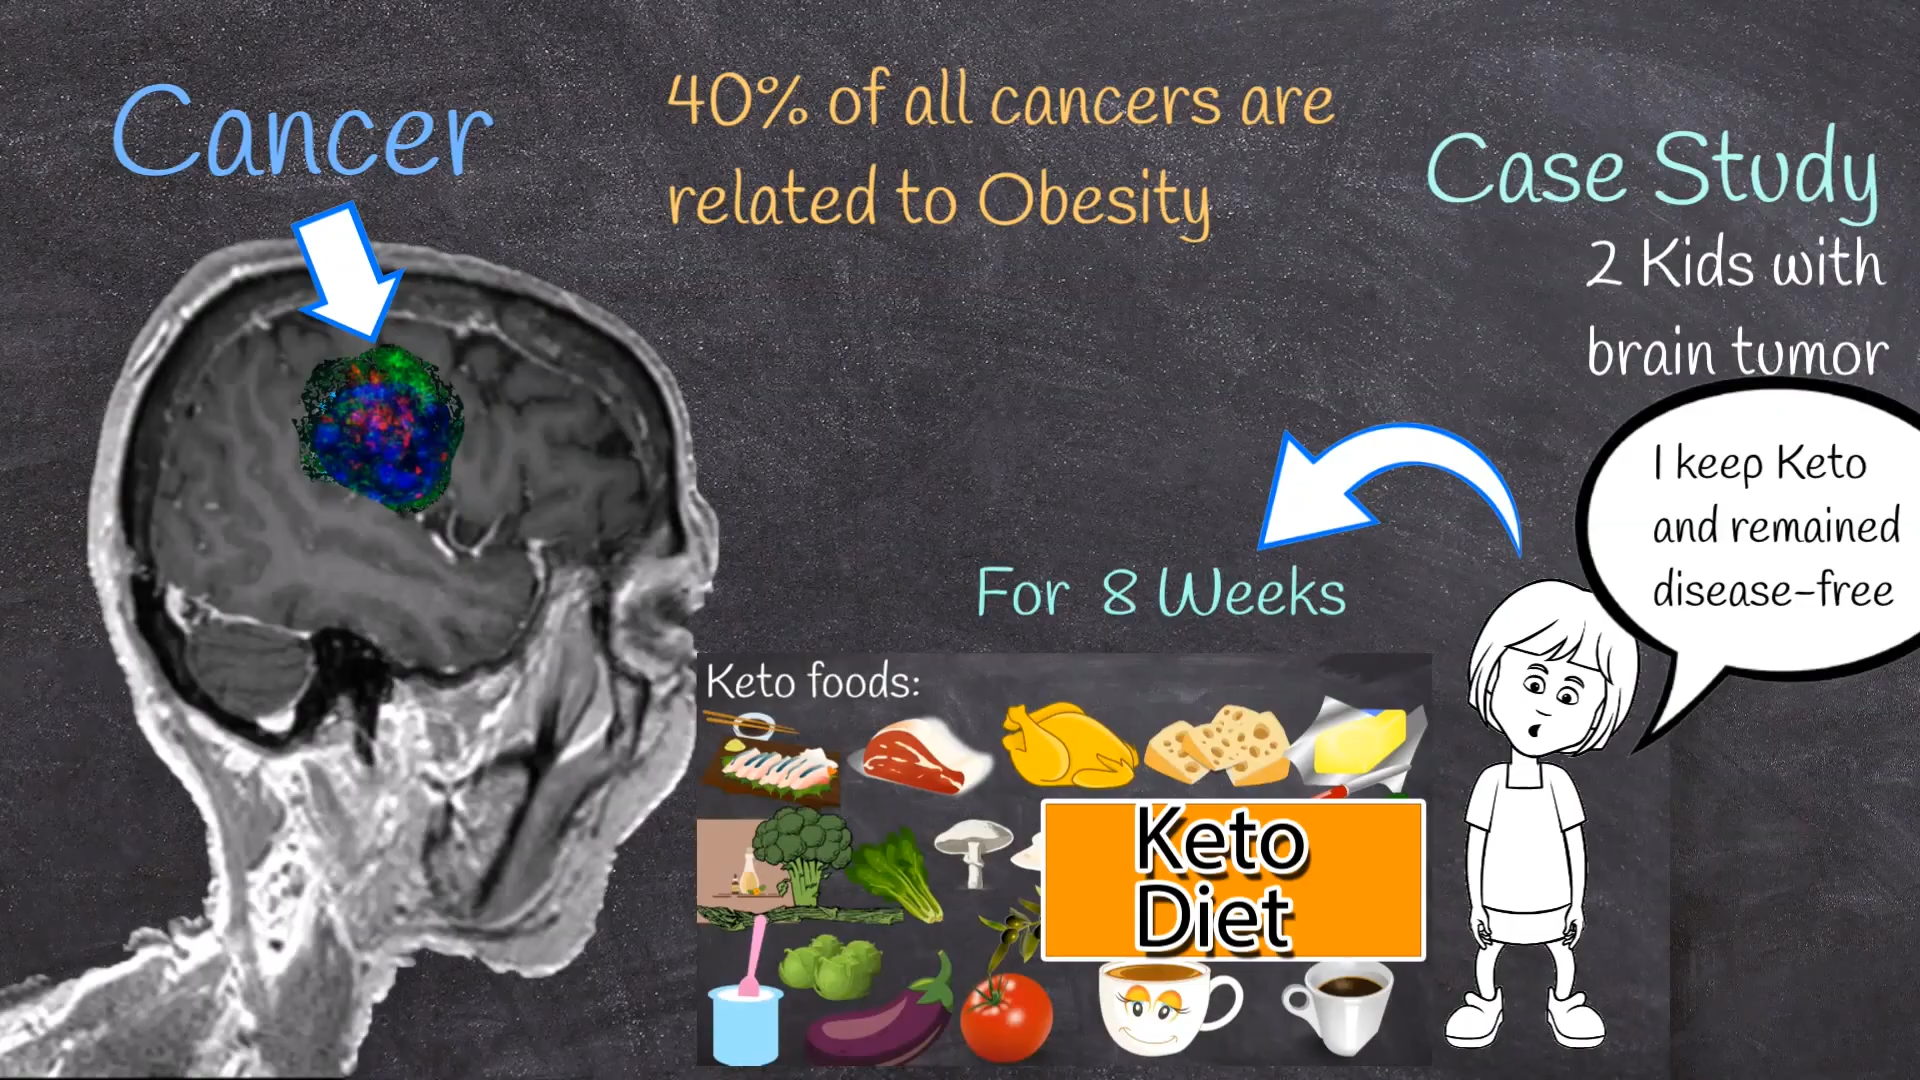 Cancer
40% of all cancers are
related to Obesity
Case Study
2 Kids with
brain tumor
I keep Keto
and remained
disease-free
For 8 Weeks
Keto foods:
Keto
Diet